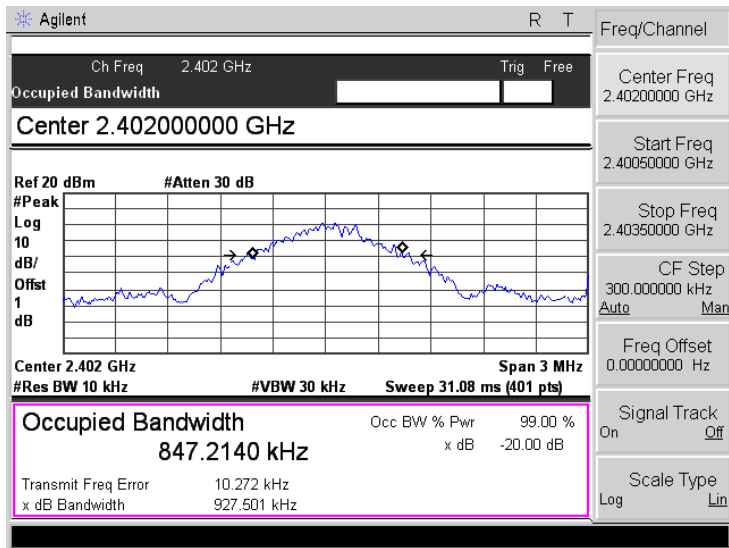 Agilent R T
Ch Freq 2.402 GHz Trig Free
Occupied Bandwidth
Center 2.402000000 GHz
Ref 20 dBm #Atten 30 dB
#Peak
Log
10
dB/
Offst
1
dB
Center 2.402 GHz Span 3 MHz
#Res BW 10 kHz #VBW 30 kHz Sweep 31.08 ms (401 pts)
Occupied Bandwidth Occ BW % Pwr 99.00 %
847.2140 kHz x dB -20.00 dB
Transmit Freq Error 10.272 kHz
x dB Bandwidth 927.501 kHz
Freq/Channel
Center Freq
2.40200000 GHz
Start Freq
2.40050000 GHz
Stop Freq
2.40350000 GHz
CF Step
300.000000 kHz
Auto Man
Freq Offset
0.00000000 Hz
Signal Track
On Off
Scale Type
Log Lin